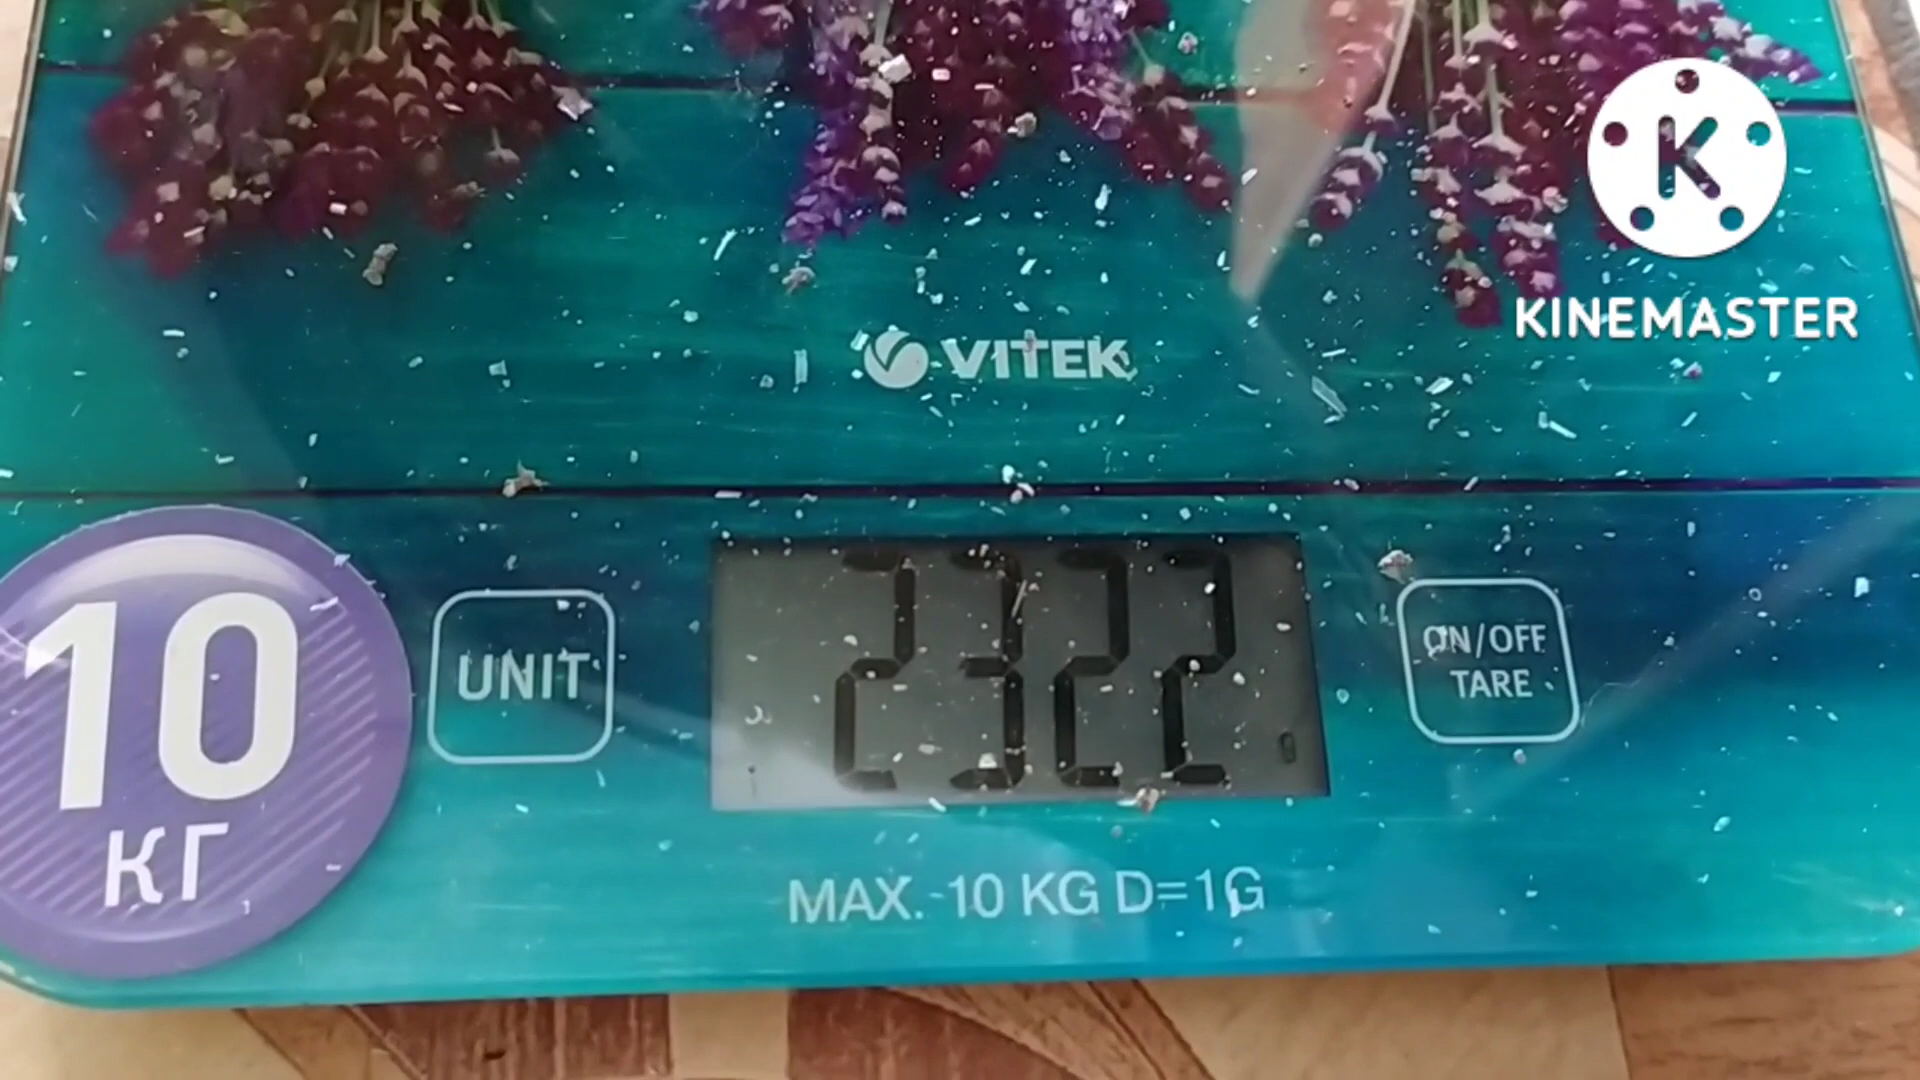 K
KINEMASTER
VITEK
10
КГ
UNIT
2322
ON/OFF
TARE
MAX. 10 KG D=1G